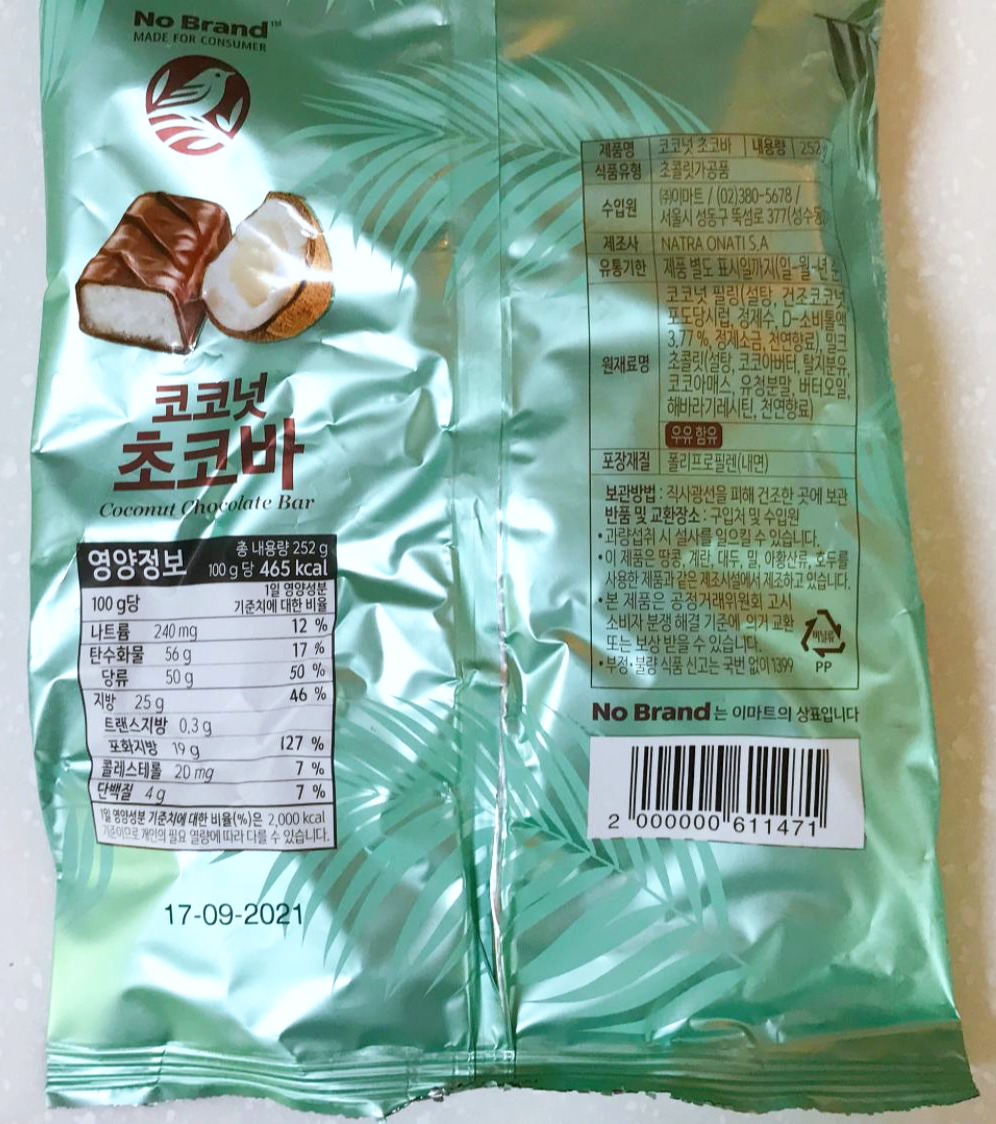 No Brand™
MADE FOR CONSUMER
코코넛
초코바
Coconut Chocolate Bar
영양정보
총 내용량 252 g
100 g 당 465 kcal
100 g당
1일 영양성분
기준치에 대한 비율
나트륨 240 mg 12 %
탄수화물 56 g 17 %
당류 50 g 50 %
지방 25 g 46 %
트랜스지방 0.3 g
포화지방 19 g 127 %
콜레스테롤 20 mg 7 %
단백질 4 g 7 %
1일 영양성분 기준치에 대한 비율(%)은 2,000 kcal
기준이므로 개인의 필요 열량에 따라 다를 수 있습니다.
17-09-2021
제품명 코코넛 초코바 내용량 252
식품유형 초콜릿가공품
수입원 ㈜이마트 / (02)380-5678 /
서울시 성동구 뚝섬로 377(성수동
제조사 NATRA ONATI S.A
유통기한 제품 별도 표시일까지(일-월-년 순
원재료명
코코넛 필링(설탕, 건조코코넛,
포도당시럽, 정제수, D-소비톨액
3.77 %, 정제소금, 천연향료), 밀크
초콜릿(설탕, 코코아버터, 탈지분유,
코코아매스, 유청분말, 버터오일,
해바라기레시틴, 천연향료)
우유 함유
포장재질 폴리프로필렌(내면)
보관방법 : 직사광선을 피해 건조한 곳에 보관
반품 및 교환장소 : 구입처 및 수입원
•과량섭취 시 설사를 일으킬 수 있습니다.
•이 제품은 땅콩, 계란, 대두, 밀, 아황산류, 호두를
사용한 제품과 같은 제조시설에서 제조하고 있습니다.
•본 제품은 공정거래위원회 고시
소비자 분쟁 해결 기준에 의거 교환
또는 보상 받을 수 있습니다.
•부정·불량 식품 신고는 국번 없이 1399
비닐류
PP
No Brand 는 이마트의 상표입니다
2 000000 611471